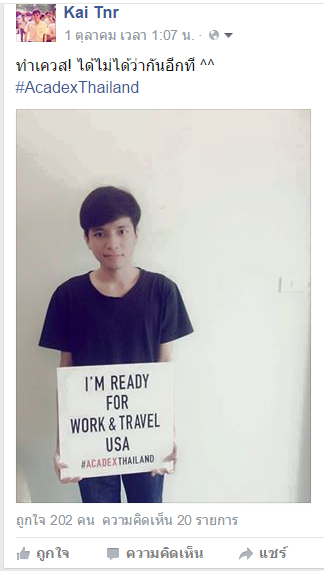 Kai Tnr
1 ตุลาคม เวลา 1:07 น. ·
ทำเควส! ได้ไม่ได้ว่ากันอีกที ^^
#AcadexThailand
I'M READY
FOR
WORK & TRAVEL
USA
#ACADEXTHAILAND
ถูกใจ 202 คน ความคิดเห็น 20 รายการ
ถูกใจ ความคิดเห็น แชร์